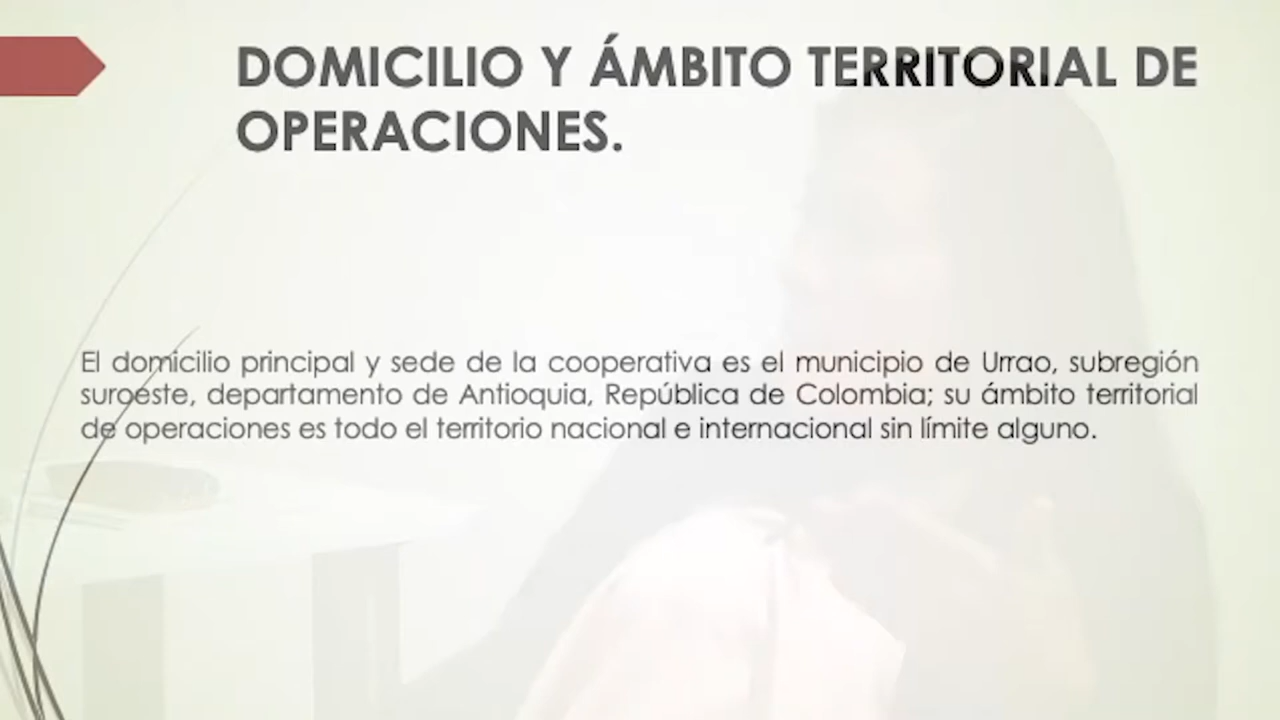 DOMICILIO Y ÁMBITO TERRITORIAL DE
OPERACIONES.
El domicilio principal y sede de la cooperativa es el municipio de Urrao, subregión
suroeste, departamento de Antioquia, República de Colombia; su ámbito territorial
de operaciones es todo el territorio nacional e internacional sin límite alguno.